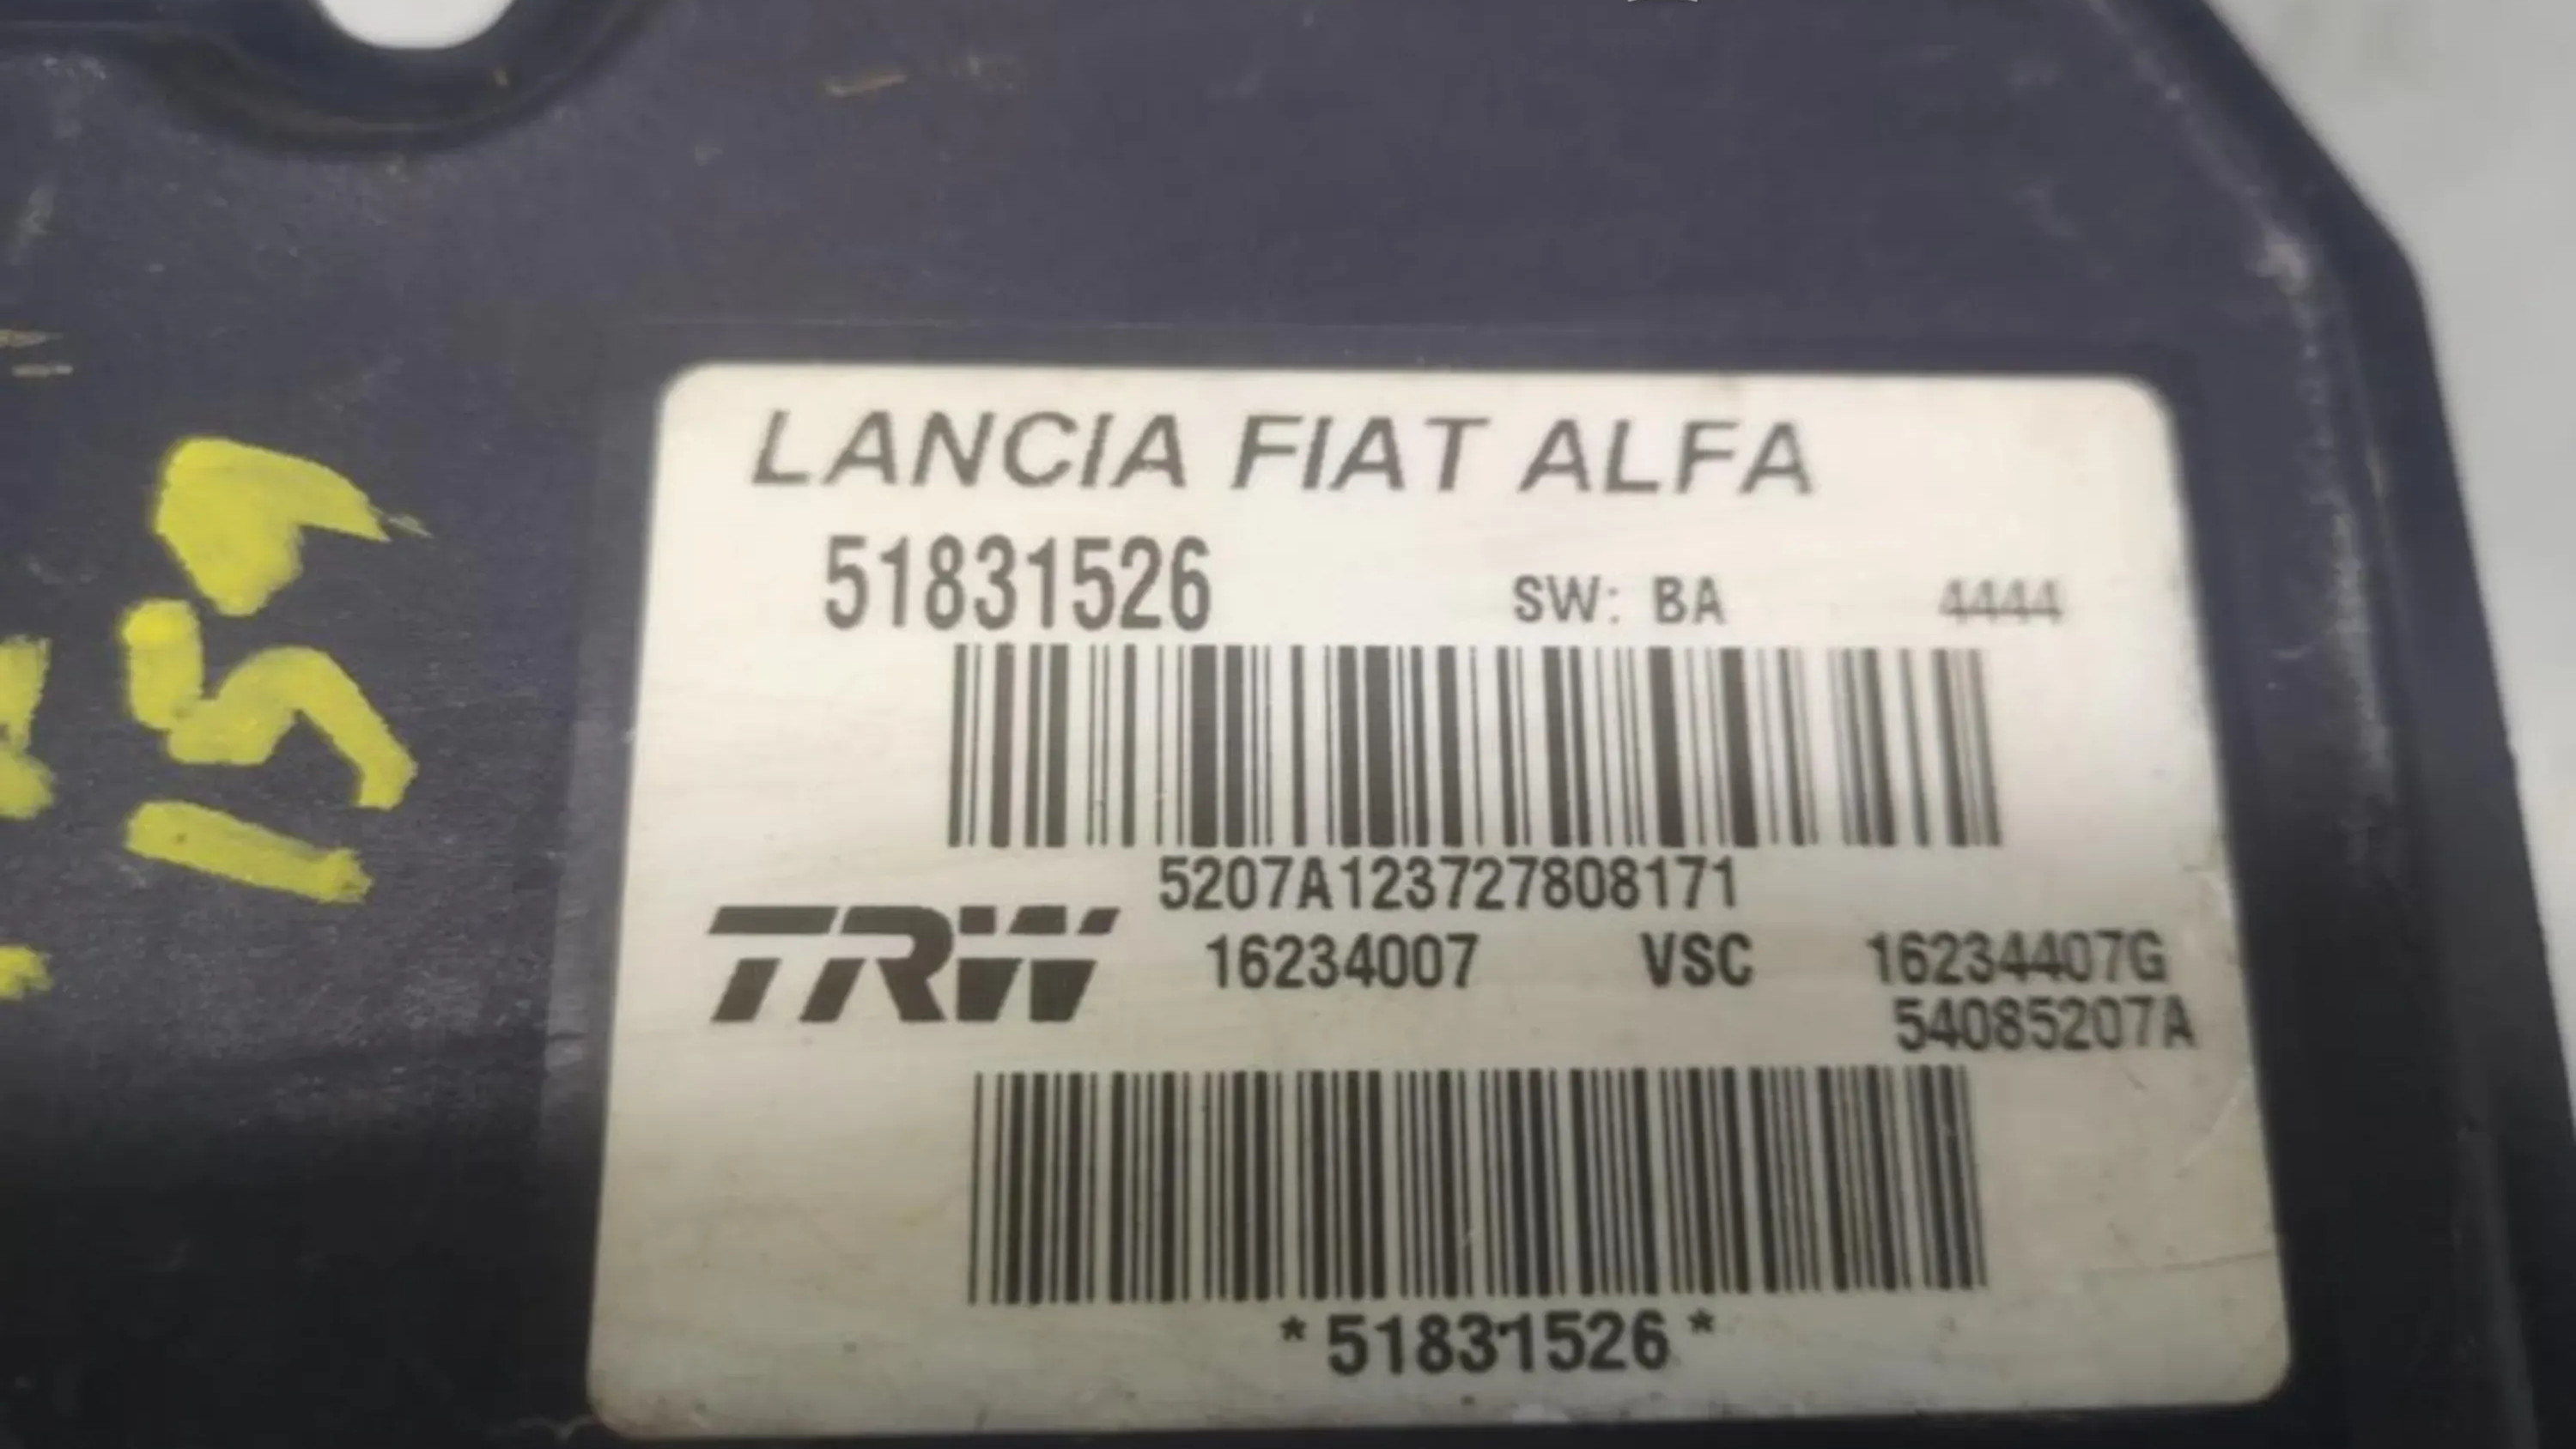 LANCIA FIAT ALFA
51831526 SW: BA 4444
5207A123727808171
TRW 16234007 VSC 16234407G
54085207A
*51831526*